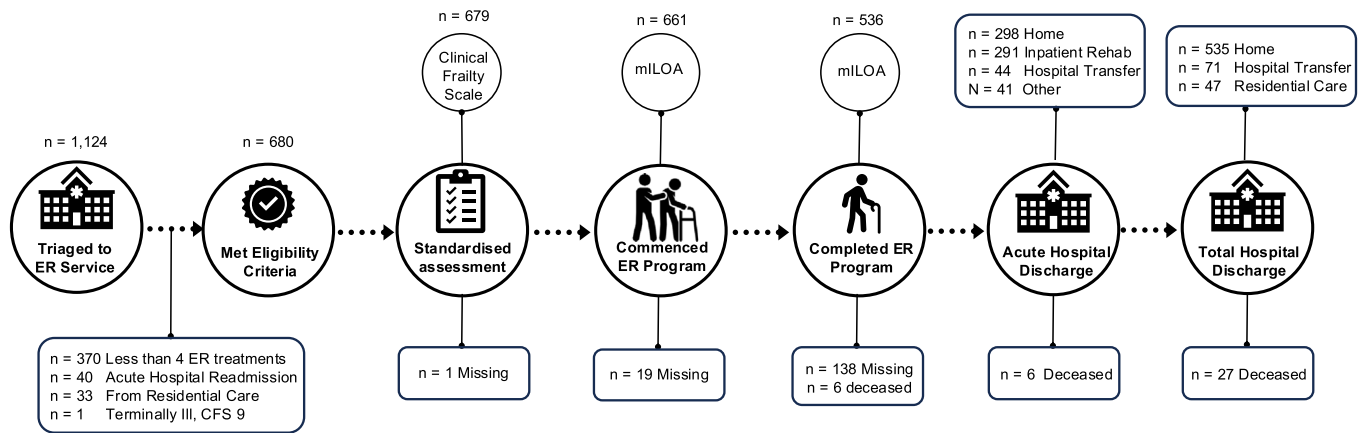 n = 1,124
Triaged to
ER Service
n = 370 Less than 4 ER treatments
n = 40 Acute Hospital Readmission
n = 33 From Residential Care
n = 1 Terminally Ill, CFS 9
n = 680
Met Eligibility
Criteria
n = 679
Clinical
Frailty
Scale
Standardised
assessment
n = 1 Missing
n = 661
mILOA
Commenced
ER Program
n = 19 Missing
n = 536
mILOA
Completed ER
Program
n = 138 Missing
n = 6 deceased
n = 298 Home
n = 291 Inpatient Rehab
n = 44 Hospital Transfer
N = 41 Other
Acute Hospital
Discharge
n = 6 Deceased
n = 535 Home
n = 71 Hospital Transfer
n = 47 Residential Care
Total Hospital
Discharge
n = 27 Deceased